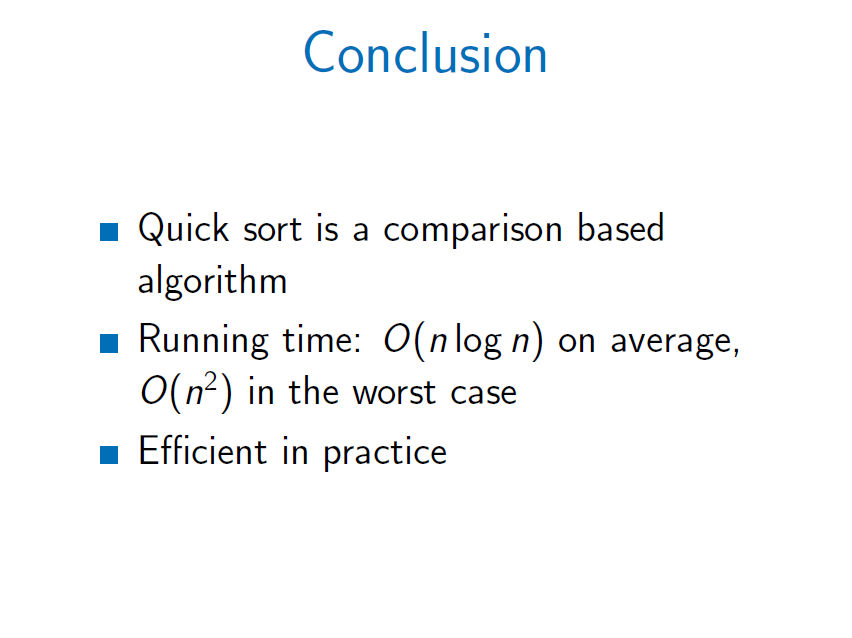 Conclusion
Quick sort is a comparison based
algorithm
Running time: O(n log n) on average,
O(n²) in the worst case
Efficient in practice